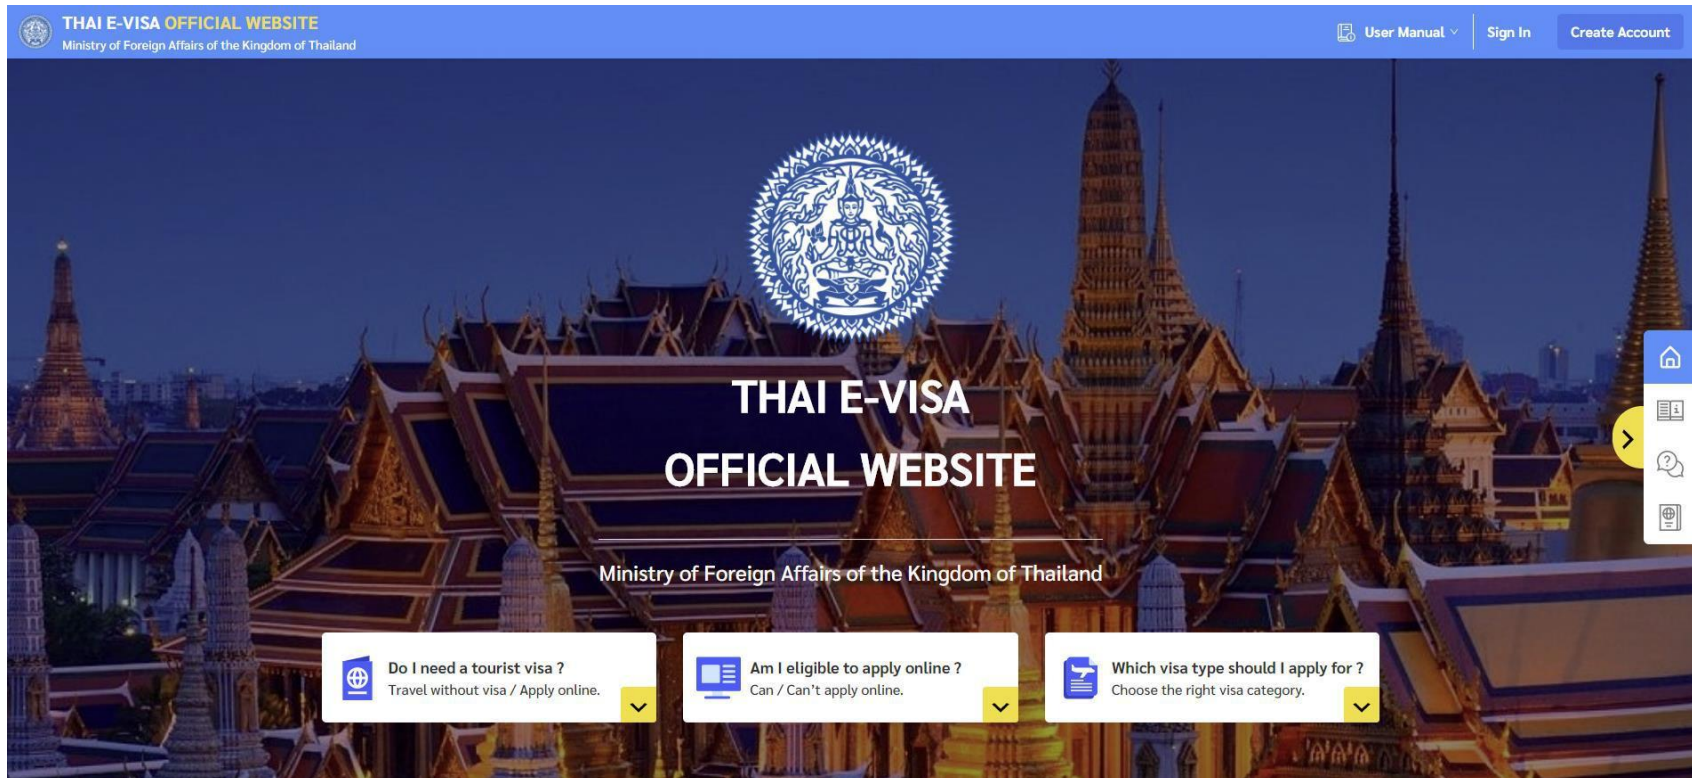 THAI E-VISA OFFICIAL WEBSITE
Ministry of Foreign Affairs of the Kingdom of Thailand
User Manual
Sign In
Create Account
THAI E-VISA
OFFICIAL WEBSITE
Ministry of Foreign Affairs of the Kingdom of Thailand
Do I need a tourist visa ?
Travel without visa / Apply online.
Am I eligible to apply online ?
Can / Can't apply online.
Which visa type should I apply for ?
Choose the right visa category.